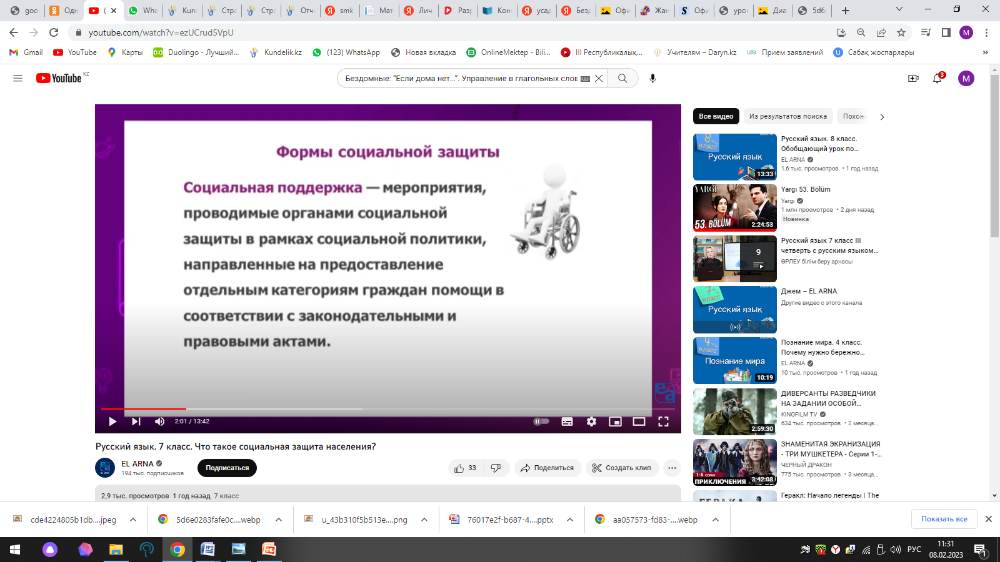 goo
Одн
(
Wha
Kund
Стра
Стра
Отче
smk
Мат
Личн
Разр
Конс
усад
Безд
Офи
Жан
Офи
урок
Диа
5d6
youtube.com/watch?v=ezUCrud5VpU
M
Gmail
YouTube
Карты
Duolingo – Лучший...
Kundelik.kz
(123) WhatsApp
Новая вкладка
OnlineMektep - Bili...
III Республикалық...
Учителям – Daryn.kz
Прием заявлений
Сабақ жоспарлары
»
YouTube KZ
Бездомные: “Если дома нет...”. Управление в глагольных слов
3
M
Формы социальной защиты
Социальная поддержка — мероприятия,
проводимые органами социальной
защиты в рамках социальной политики,
направленные на предоставление
отдельным категориям граждан помощи в
соответствии с законодательными и
правовыми актами.
2:01 / 13:42
Русский язык. 7 класс. Что такое социальная защита населения?
EL ARNA
194 тыс. подписчиков
Подписаться
33
Поделиться
Создать клип
2,9 тыс. просмотров 1 год назад 7 класс
Все видео
Из результатов поиска
Похожи
8
класс
Русский язык
13:33
Русский язык. 8 класс.
Обобщающий урок по...
EL ARNA
1,6 тыс. просмотров • 1 год назад
YARGI
53. BÖLÜM
2:24:53
Yargı 53. Bölüm
Yargı
1 млн просмотров • 2 дня назад
Новинка
9
Русский язык 7 класс III
четверть с русским языком...
ӨРЛЕУ білім беру арнасы
7
класс
Русский язык
Джем – EL ARNA
Другие видео с этого канала
4
класс
Познание мира
10:19
Познание мира. 4 класс.
Почему нужно бережно...
EL ARNA
10 тыс. просмотров • 1 год назад
2:59:30
ДИВЕРСАНТЫ РАЗВЕДЧИКИ
НА ЗАДАНИИ ОСОБОЙ...
KINOFILM TV
634 тыс. просмотров • 2 месяца...
1-5 СЕРИИ
ПРИКЛЮЧЕНИЯ
3:42:08
ЗНАМЕНИТАЯ ЭКРАНИЗАЦИЯ
- ТРИ МУШКЕТЕРА - Серии 1-...
ЧЕРНЫЙ ДРАКОН
775 тыс. просмотров • 3 месяца...
Геракл: Начало легенды | The
cde4224805b1db....jpeg
5d6e0283fafe0c....webp
u_43b310f5b513e....png
76017e2f-b687-4....pptx
aa057573-fd83-....webp
Показать все
РУС
11:31
08.02.2023
1